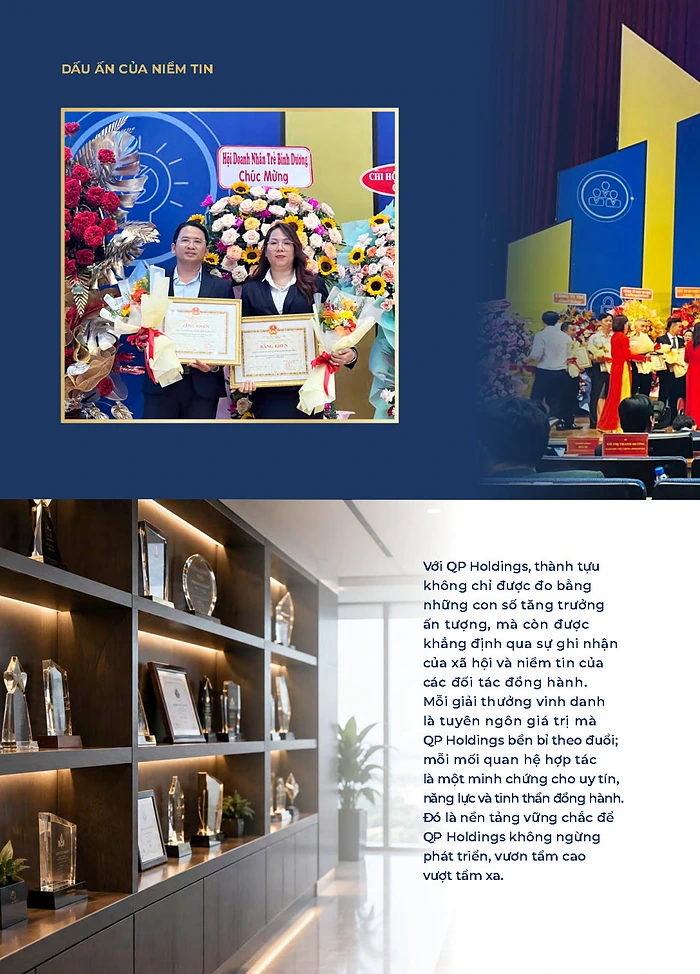 DẤU ẤN CỦA NIỀM TIN
Hội Doanh Nhân Trẻ Bình Dương
Chúc Mừng
CHI HỘ
BẰNG KHEN
BẰNG KHEN
Với QP Holdings, thành tựu
không chỉ được đo bằng
những con số tăng trưởng
ấn tượng, mà còn được
khẳng định qua sự ghi nhận
của xã hội và niềm tin của
các đối tác đồng hành.
Mỗi giải thưởng vinh danh
là tuyên ngôn giá trị mà
QP Holdings bền bỉ theo đuổi;
mỗi mối quan hệ hợp tác
là một minh chứng cho uy tín,
năng lực và tinh thần đồng hành.
Đó là nền tảng vững chắc để
QP Holdings không ngừng
phát triển, vươn tầm cao
vượt tầm xa.